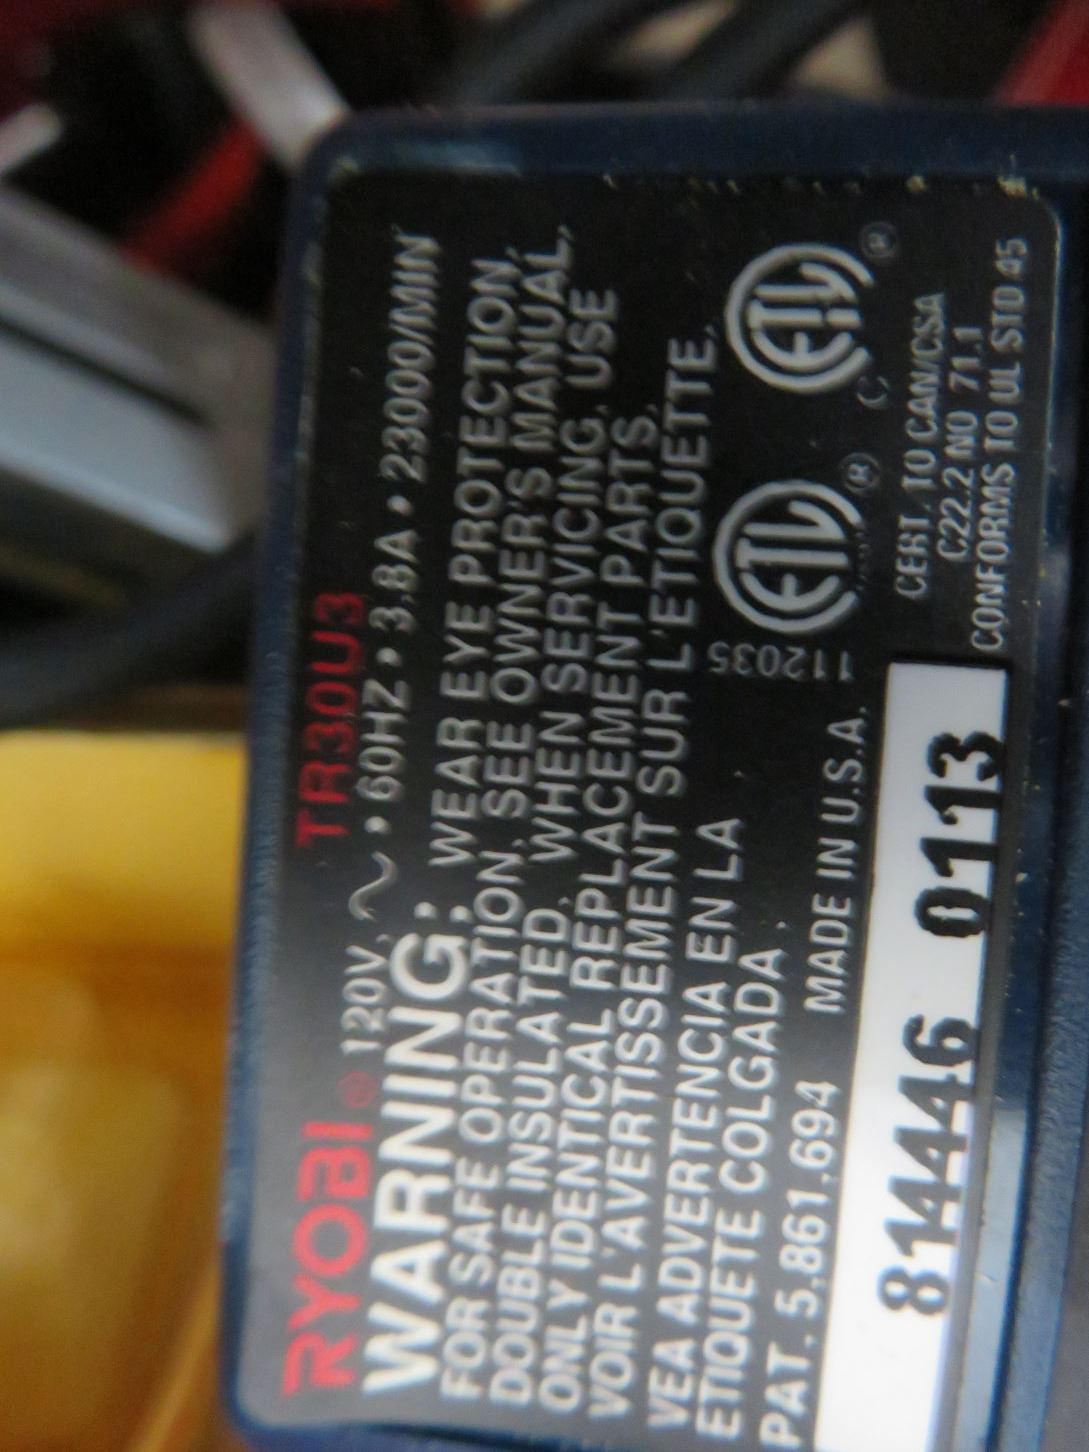 RYOBI® TR30U3
120V ~ • 60HZ • 3.8A • 23000/MIN
WARNING: WEAR EYE PROTECTION,
FOR SAFE OPERATION, SEE OWNER'S MANUAL,
DOUBLE INSULATED, WHEN SERVICING, USE
ONLY IDENTICAL REPLACEMENT PARTS,
VOIR L'AVERTISSEMENT SUR L'ETIQUETTE,
VEA ADVERTENCIA EN LA
ETIQUETE COLGADA,
PAT. 5,861,694 MADE IN U.S.A.
112035
ETL® C ETL®
CERT. TO CAN/CSA
C22.2 NO 71.1
CONFORMS TO UL STD 45
81446 0113